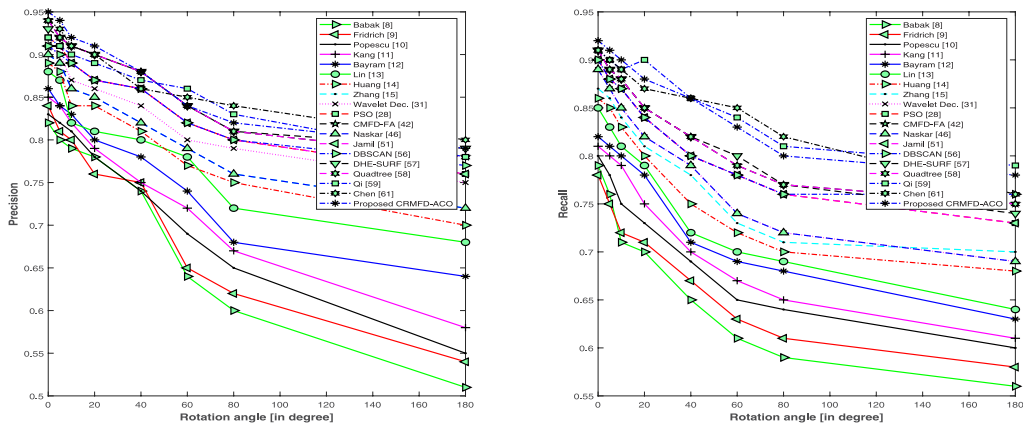 0.95
0.9
0.85
0.8
0.75
0.7
0.65
0.6
0.55
0.5
Precision
0 20 40 60 80 100 120 140 160 180
Rotation angle [in degree]
Babak [8]
Fridrich [9]
Popescu [10]
Kang [11]
Bayram [12]
Lin [13]
Huang [14]
Zhang [15]
Wavelet Dec. [31]
PSO [28]
CMFD-FA [42]
Naskar [46]
Jamil [51]
DBSCAN [56]
DHE-SURF [57]
Quadtree [58]
Qi [59]
Chen [61]
Proposed CRMFD-ACO
0.95
0.9
0.85
0.8
0.75
0.7
0.65
0.6
0.55
Recall
0 20 40 60 80 100 120 140 160 180
Rotation angle [in degree]
Babak [8]
Fridrich [9]
Popescu [10]
Kang [11]
Bayram [12]
Lin [13]
Huang [14]
Zhang [15]
Wavelet Dec. [31]
PSO [28]
CMFD-FA [42]
Naskar [46]
Jamil [51]
DBSCAN [56]
DHE-SURF [57]
Quadtree [58]
Qi [59]
Chen [61]
Proposed CRMFD-ACO